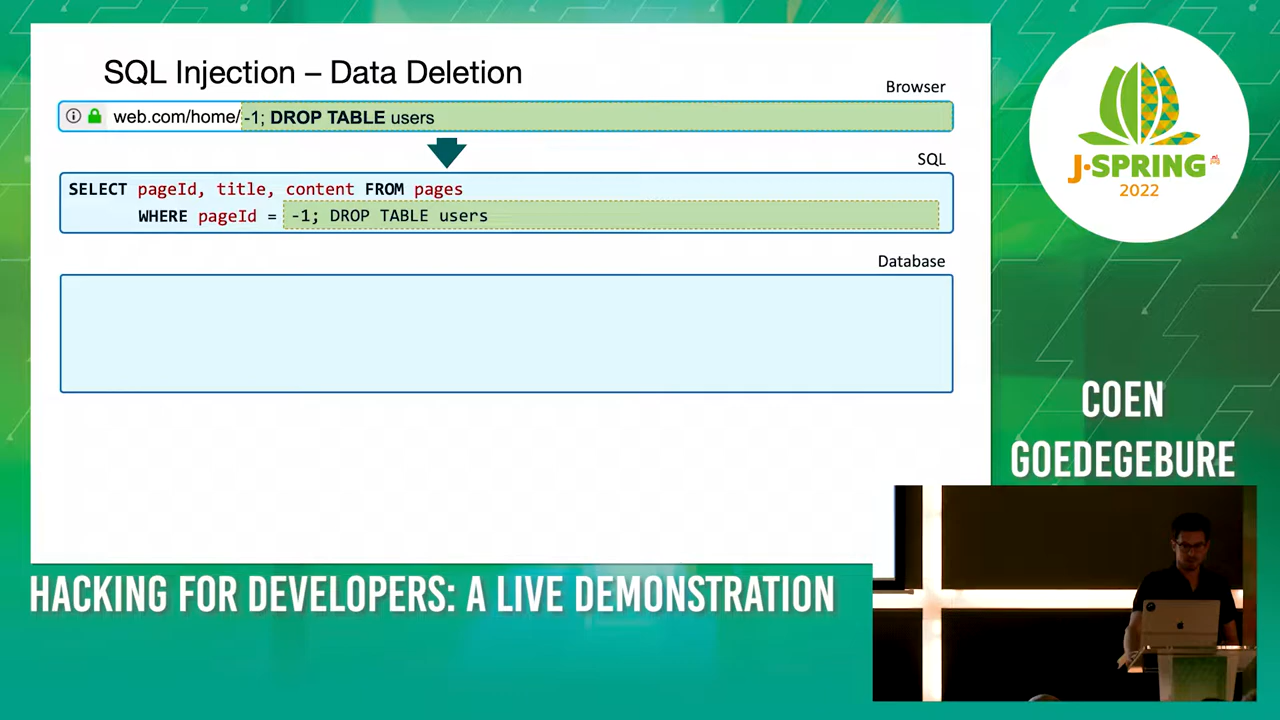 SQL Injection – Data Deletion
Browser
web.com/home/-1; DROP TABLE users
SQL
SELECT pageId, title, content FROM pages
WHERE pageId = -1; DROP TABLE users
Database
J-SPRING
2022
COEN
GOEDEGEBURE
HACKING FOR DEVELOPERS: A LIVE DEMONSTRATION